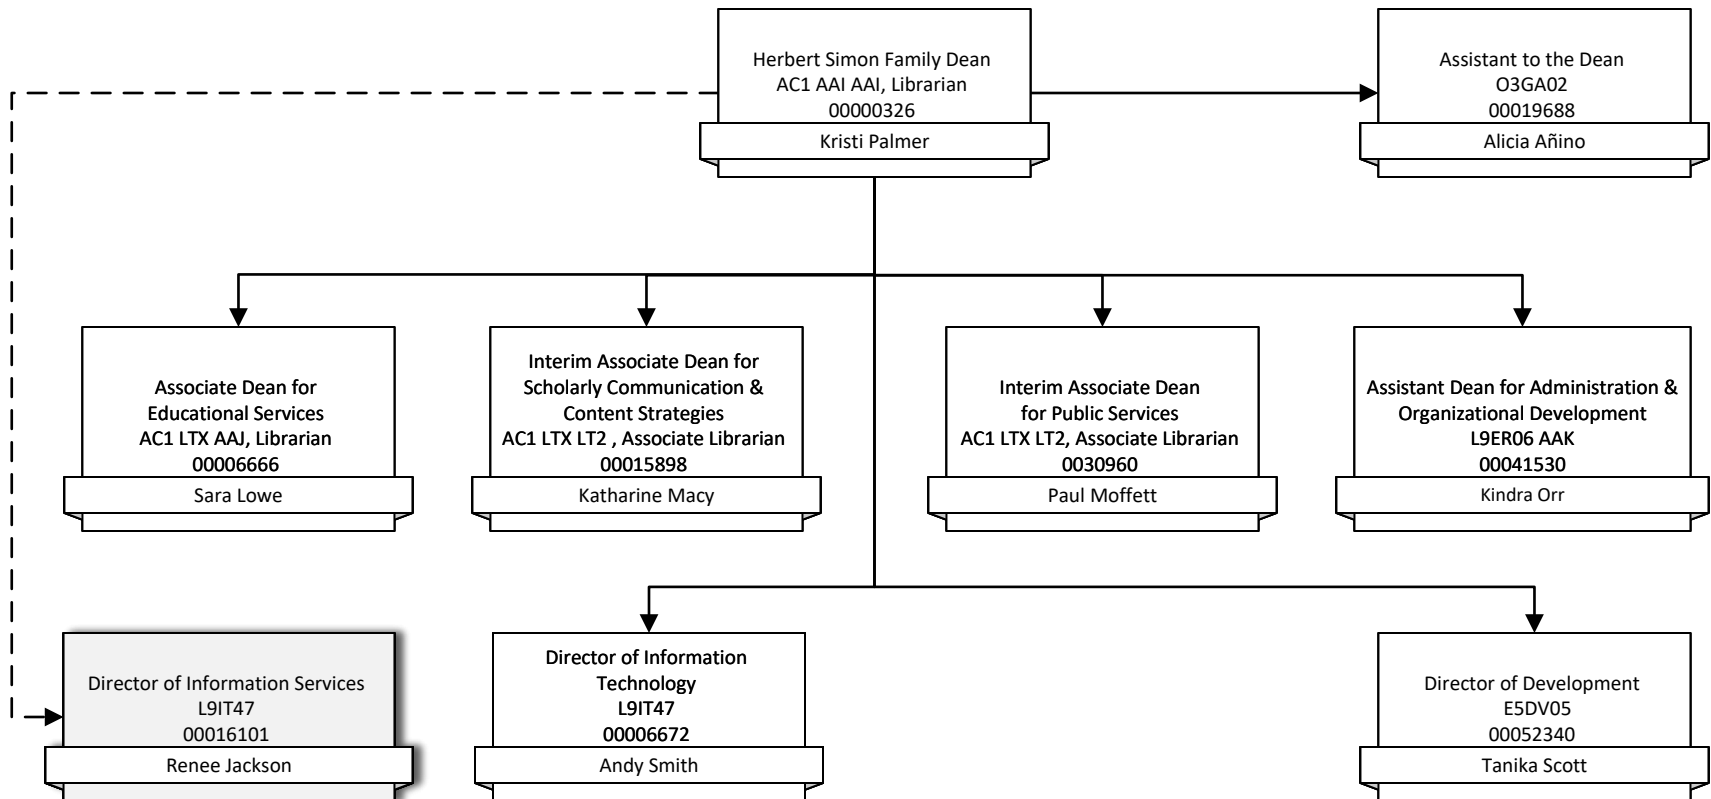 Herbert Simon Family Dean
AC1 AAI AAI, Librarian
00000326
Kristi Palmer
Assistant to the Dean
O3GA02
00019688
Alicia Añino
Associate Dean for
Educational Services
AC1 LTX AAJ, Librarian
00006666
Sara Lowe
Interim Associate Dean for
Scholarly Communication &
Content Strategies
AC1 LTX LT2 , Associate Librarian
00015898
Katharine Macy
Interim Associate Dean
for Public Services
AC1 LTX LT2, Associate Librarian
0030960
Paul Moffett
Assistant Dean for Administration &
Organizational Development
L9ER06 AAK
00041530
Kindra Orr
Director of Information Services
L9IT47
00016101
Renee Jackson
Director of Information
Technology
L9IT47
00006672
Andy Smith
Director of Development
E5DV05
00052340
Tanika Scott